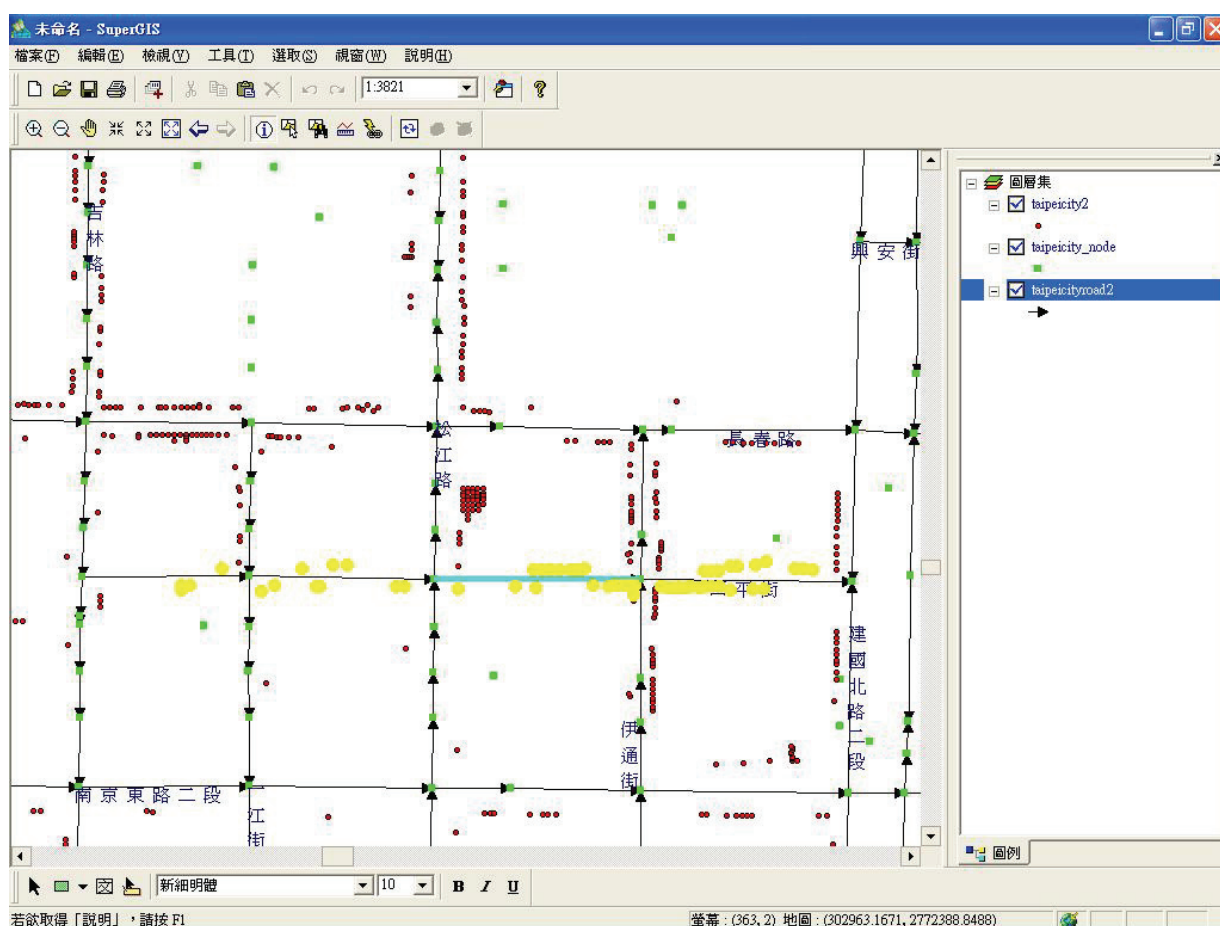 未命名 - SuperGIS
檔案(F) 編輯(E) 檢視(V) 工具(T) 選取(S) 視窗(W) 說明(H)
1:3821
圖層集
taipeicity2
taipeicity_node
taipeicityroad2
吉林路
興安街
松江路
長春路
四平街
建國北路二段
伊通街
南京東路二段
江街
圖例
新細明體 10 B I U
若欲取得「說明」，請按 F1
螢幕 : (363, 2) 地圖 : (302963.1671, 2772388.8488)